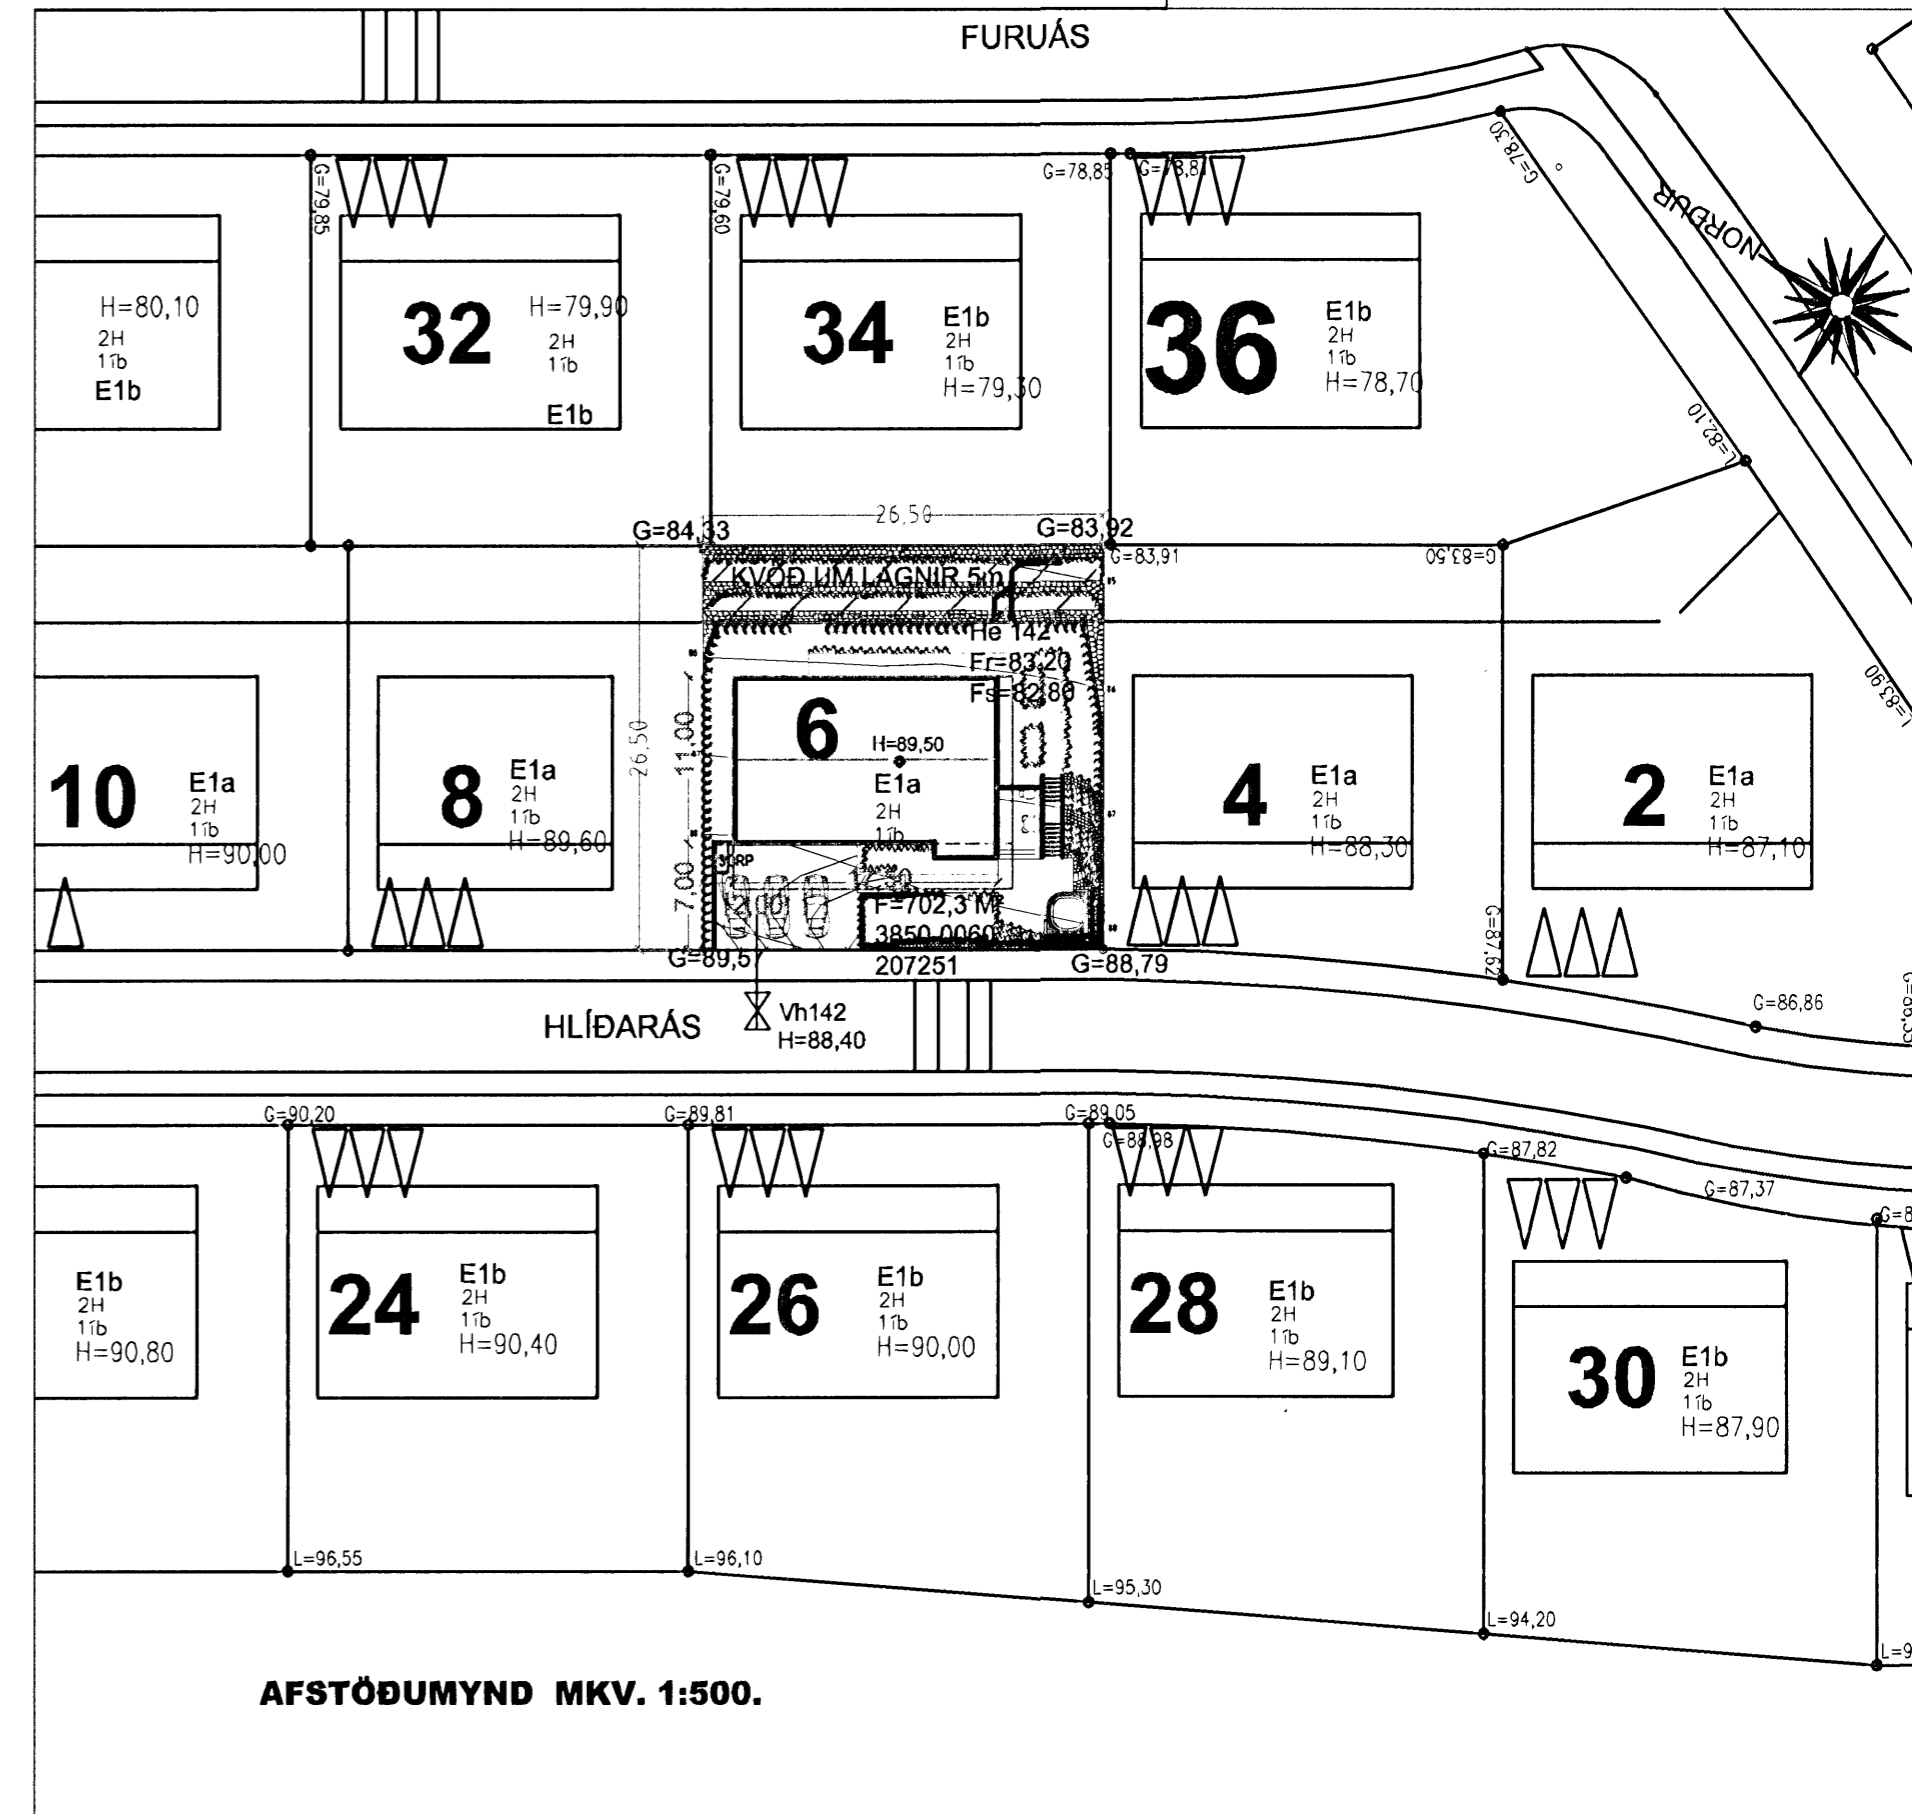 FURUÁS
G=79,85
G=79,60
G=78,85
G=78,81
G=78,30
NORÐUR
H=80,10
2H
1íb
E1b
32
H=79,90
2H
1íb
E1b
34
E1b
2H
1íb
H=79,30
36
E1b
2H
1íb
H=78,70
L=82,10
26,50
G=84,33
G=83,92
G=83,91
G=83,50
KVÖÐ UM LAGNIR 5m
85
He 142
Fr=83,20
Fs=82,80
86
L=83,90
26,50
11,00
7,00
10
E1a
2H
1íb
H=90,00
8
E1a
2H
1íb
H=89,60
6
H=89,50
E1a
2H
1íb
4
E1a
2H
1íb
H=88,30
2
E1a
2H
1íb
H=87,10
87
88
F=702,3 M²
3850-0060
207251
G=89,5
G=88,79
G=87,62
G=86,86
HLÍÐARÁS
Vh142
H=88,40
G=90,20
G=89,81
G=89,05
G=88,98
G=87,82
G=87,37
E1b
2H
1íb
H=90,80
24
E1b
2H
1íb
H=90,40
26
E1b
2H
1íb
H=90,00
28
E1b
2H
1íb
H=89,10
30
E1b
2H
1íb
H=87,90
L=96,55
L=96,10
L=95,30
L=94,20
AFSTÖÐUMYND MKV. 1:500.